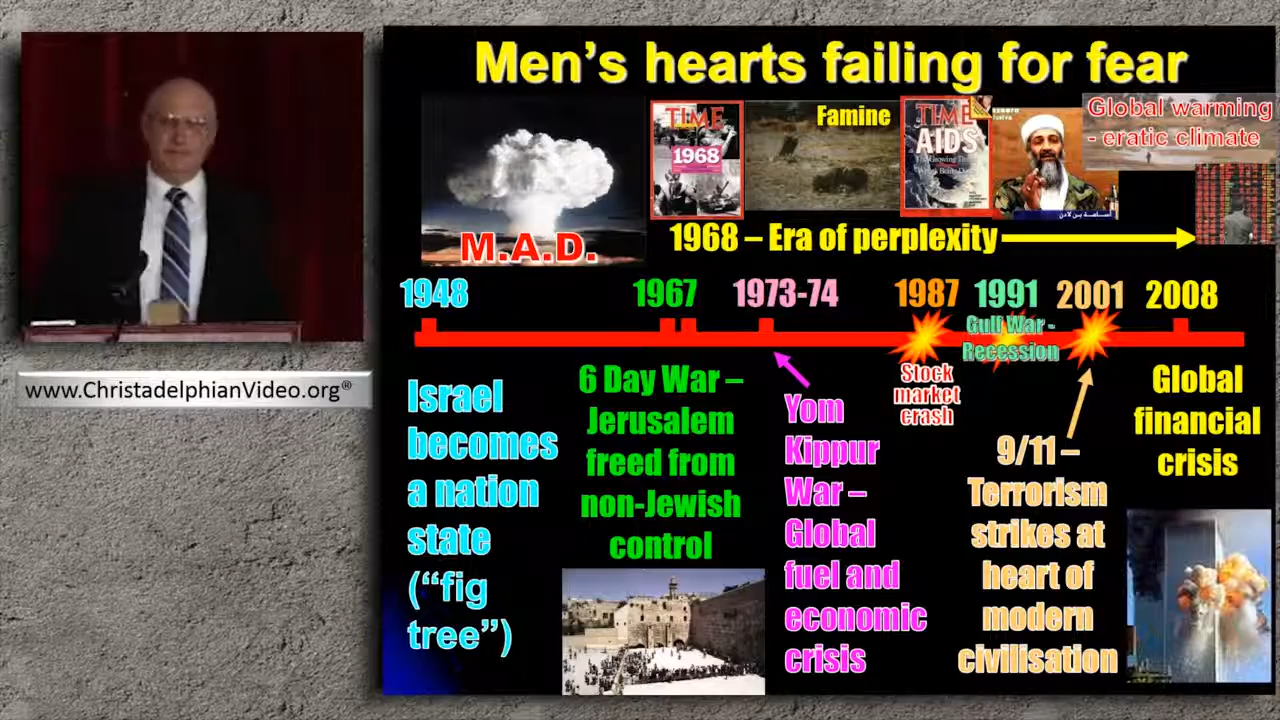 Men's hearts failing for fear
M.A.D.
TIME
1968
Famine
TIME
AIDS
Global warming
- eratic climate
أسامة بن لادن
1968 – Era of perplexity
1948
1967
1973-74
1987
1991
2001
2008
Gulf War -
Recession
Stock
market
crash
Israel
becomes
a nation
state
("fig
tree")
6 Day War –
Jerusalem
freed from
non-Jewish
control
Yom
Kippur
War –
Global
fuel and
economic
crisis
9/11 –
Terrorism
strikes at
heart of
modern
civilisation
Global
financial
crisis
www.ChristadelphianVideo.org®